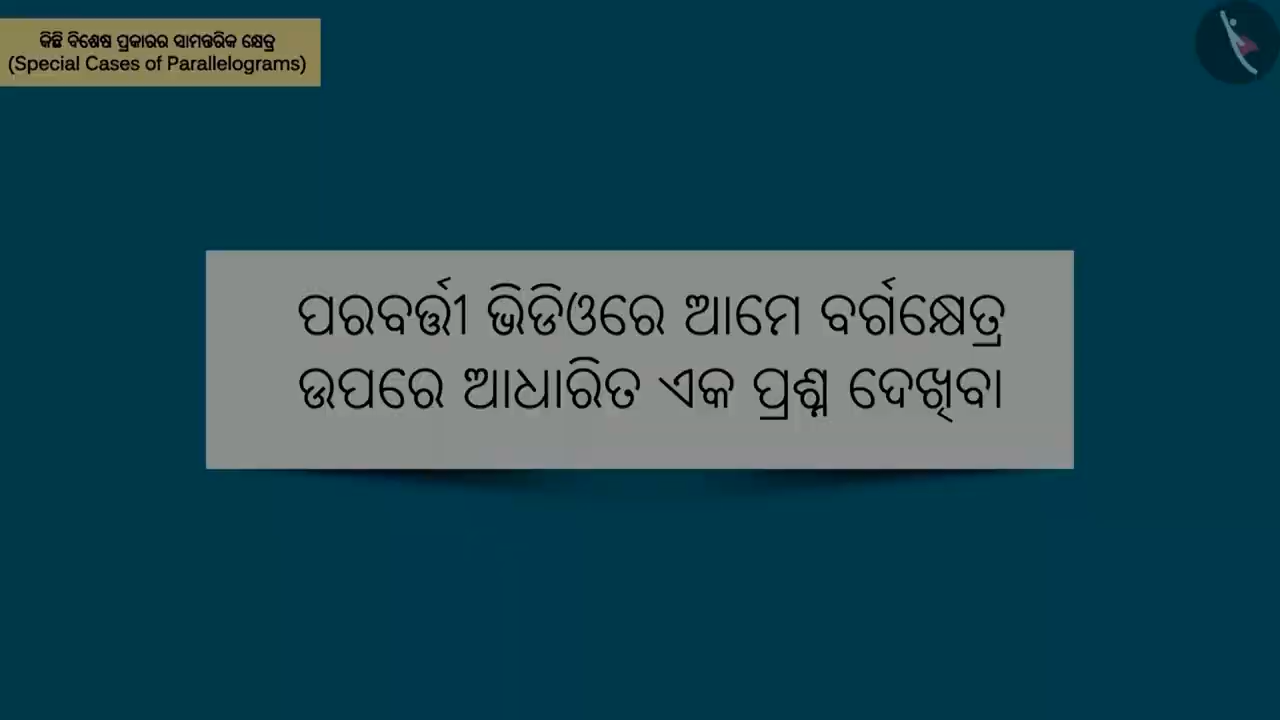 କିଛି ବିଶେଷ ପ୍ରକାରର ସାମନ୍ତରିକ କ୍ଷେତ୍ର
(Special Cases of Parallelograms)
ପରବର୍ତ୍ତୀ ଭିଡିଓରେ ଆମେ ବର୍ଗକ୍ଷେତ୍ର
ଉପରେ ଆଧାରିତ ଏକ ପ୍ରଶ୍ନ ଦେଖିବା